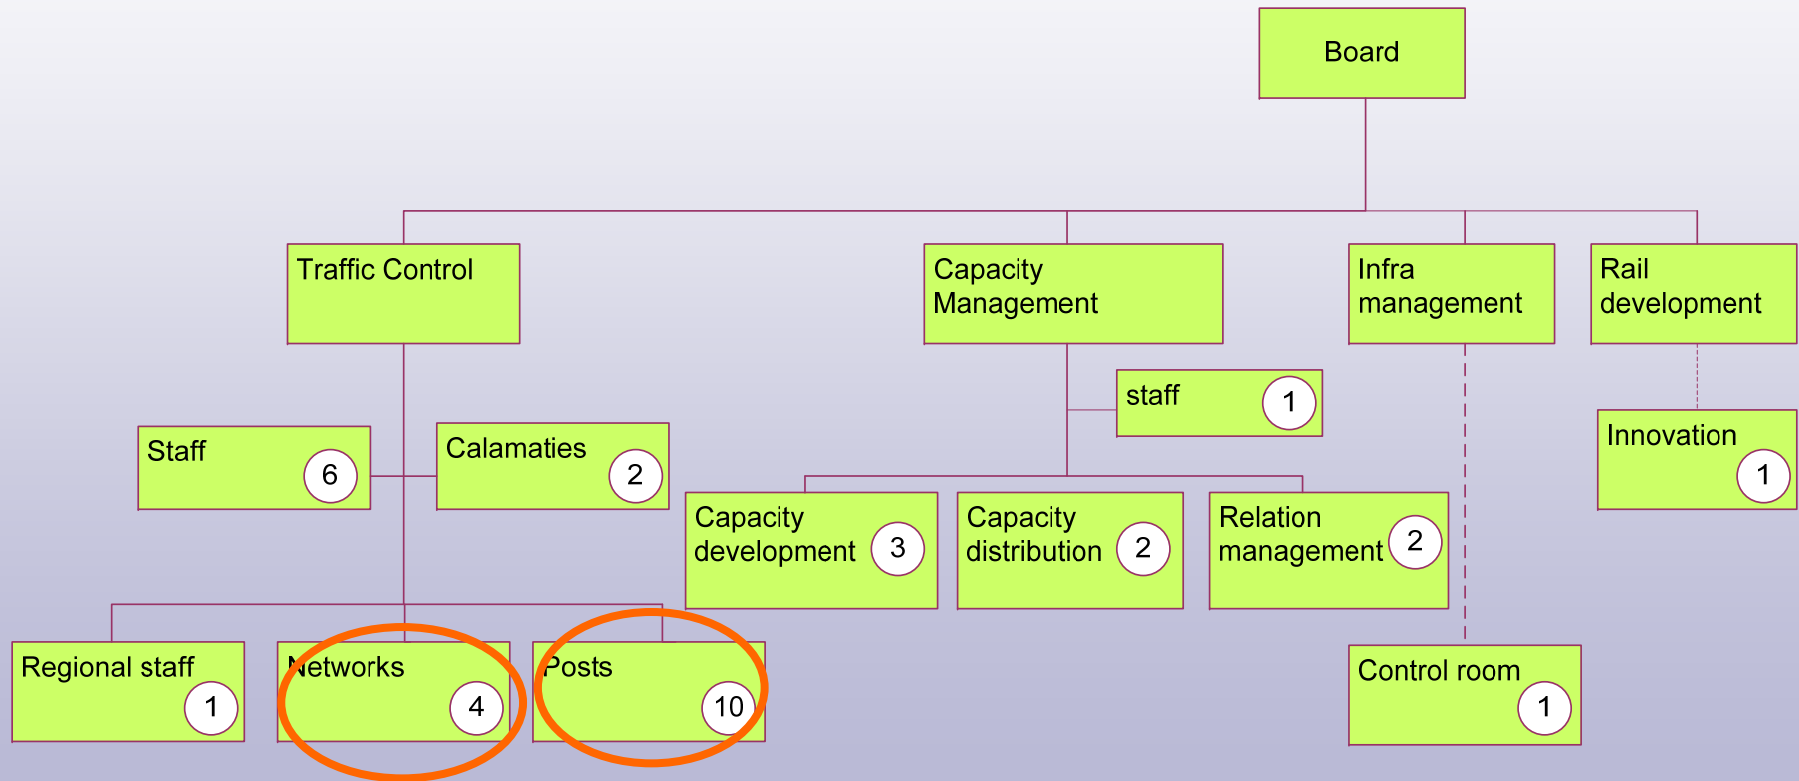 Board
Traffic Control
Capacity
Management
Infra
management
Rail
development
staff
1
Staff
6
Calamaties
2
Innovation
1
Capacity
development
3
Capacity
distribution
2
Relation
management
2
Regional staff
1
Networks
4
Posts
10
Control room
1